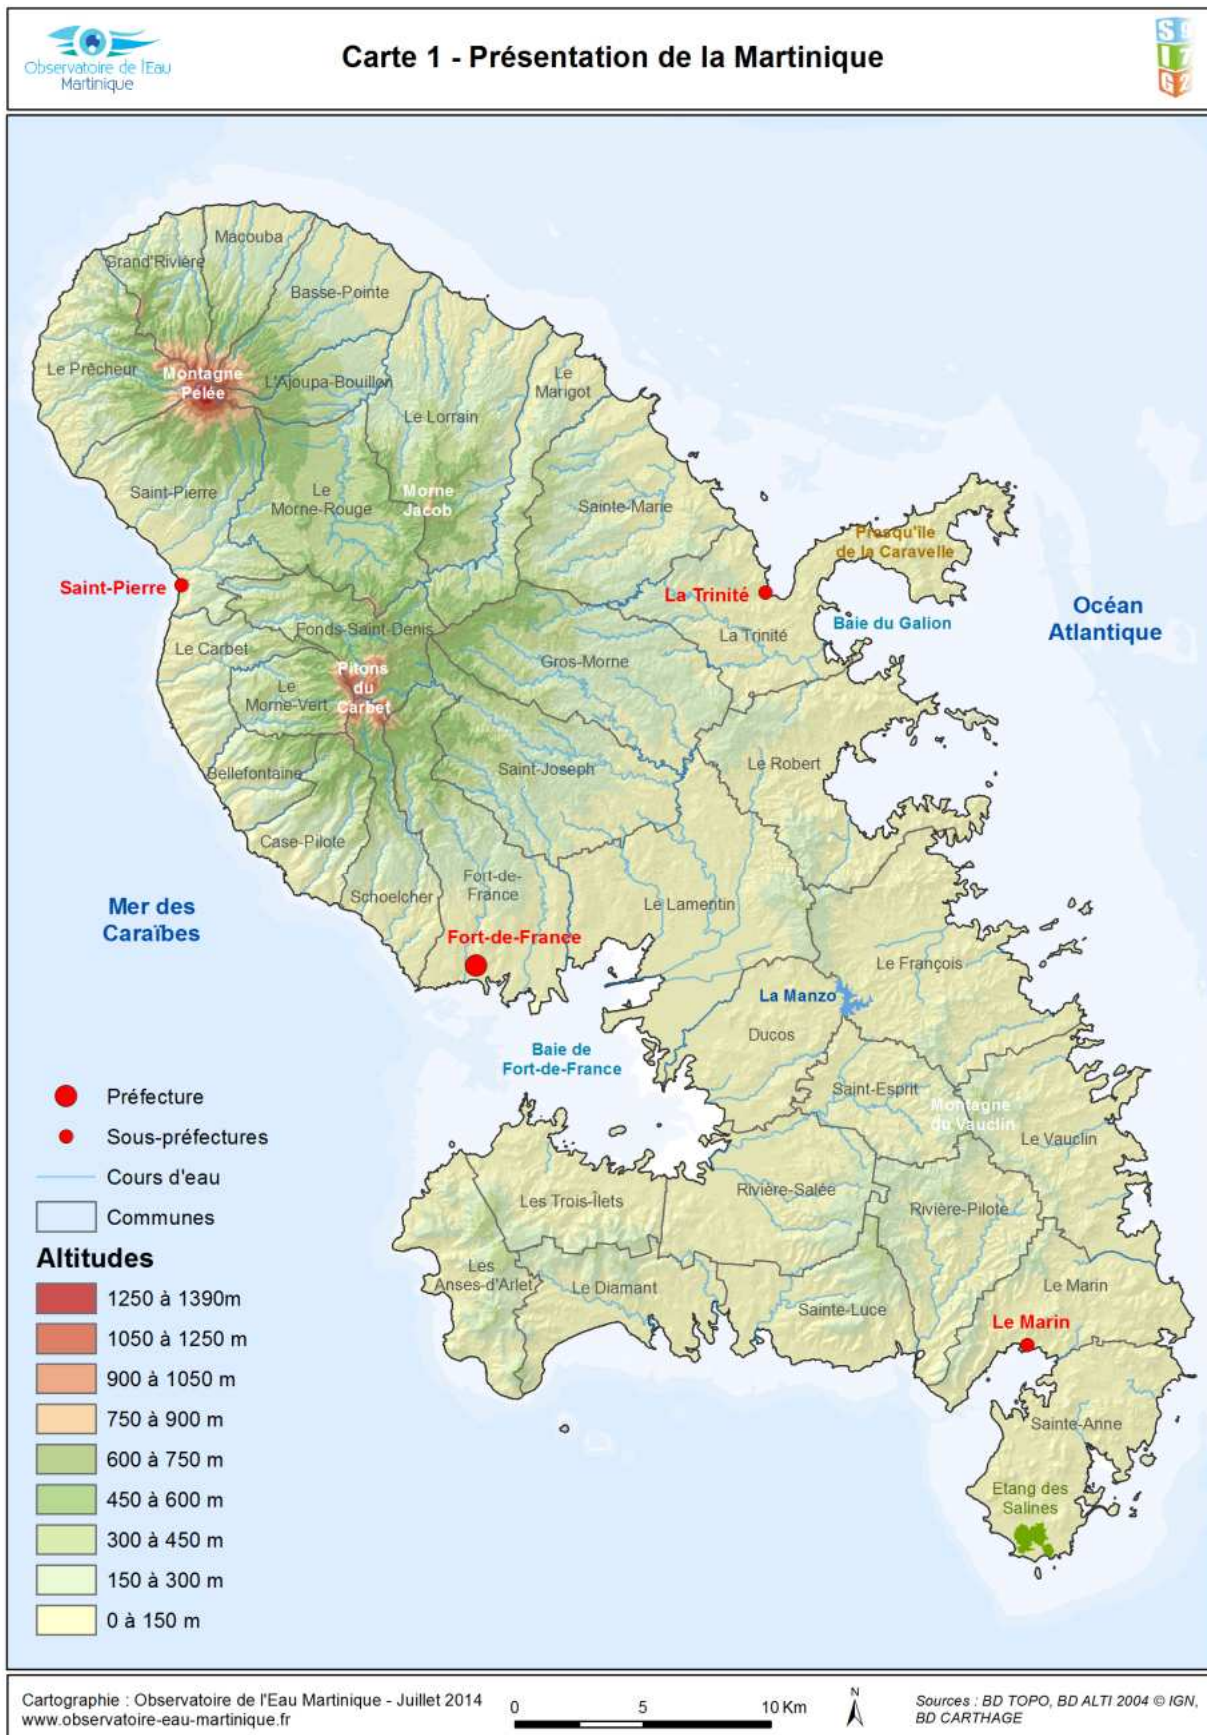 Observatoire de l'Eau
Martinique
Carte 1 - Présentation de la Martinique
S 9
I 7
G 2
Macouba
Grand'Rivière
Basse-Pointe
Le Prêcheur
Montagne
Pelée
L'Ajoupa-Bouillon
Le
Marigot
Le Lorrain
Saint-Pierre
Le
Morne-Rouge
Morne
Jacob
Sainte-Marie
Presqu'île
de la Caravelle
Saint-Pierre
La Trinité
Océan
Atlantique
Baie du Galion
La Trinité
Fonds-Saint-Denis
Le Carbet
Gros-Morne
Pitons
du
Carbet
Le
Morne-Vert
Le Robert
Saint-Joseph
Bellefontaine
Case-Pilote
Schoelcher
Fort-de-
France
Le Lamentin
Mer des
Caraïbes
Fort-de-France
Le François
La Manzo
Ducos
Baie de
Fort-de-France
Saint-Esprit
Montagne
du Vauclin
Le Vauclin
Rivière-Salée
Les Trois-Îlets
Rivière-Pilote
Les
Anses-d'Arlet
Le Diamant
Sainte-Luce
Le Marin
Le Marin
Sainte-Anne
Etang des
Salines
Préfecture
Sous-préfectures
Cours d'eau
Communes
Altitudes
1250 à 1390m
1050 à 1250 m
900 à 1050 m
750 à 900 m
600 à 750 m
450 à 600 m
300 à 450 m
150 à 300 m
0 à 150 m
Cartographie : Observatoire de l'Eau Martinique - Juillet 2014
www.observatoire-eau-martinique.fr
0 5 10 Km
N
Sources : BD TOPO, BD ALTI 2004 © IGN,
BD CARTHAGE